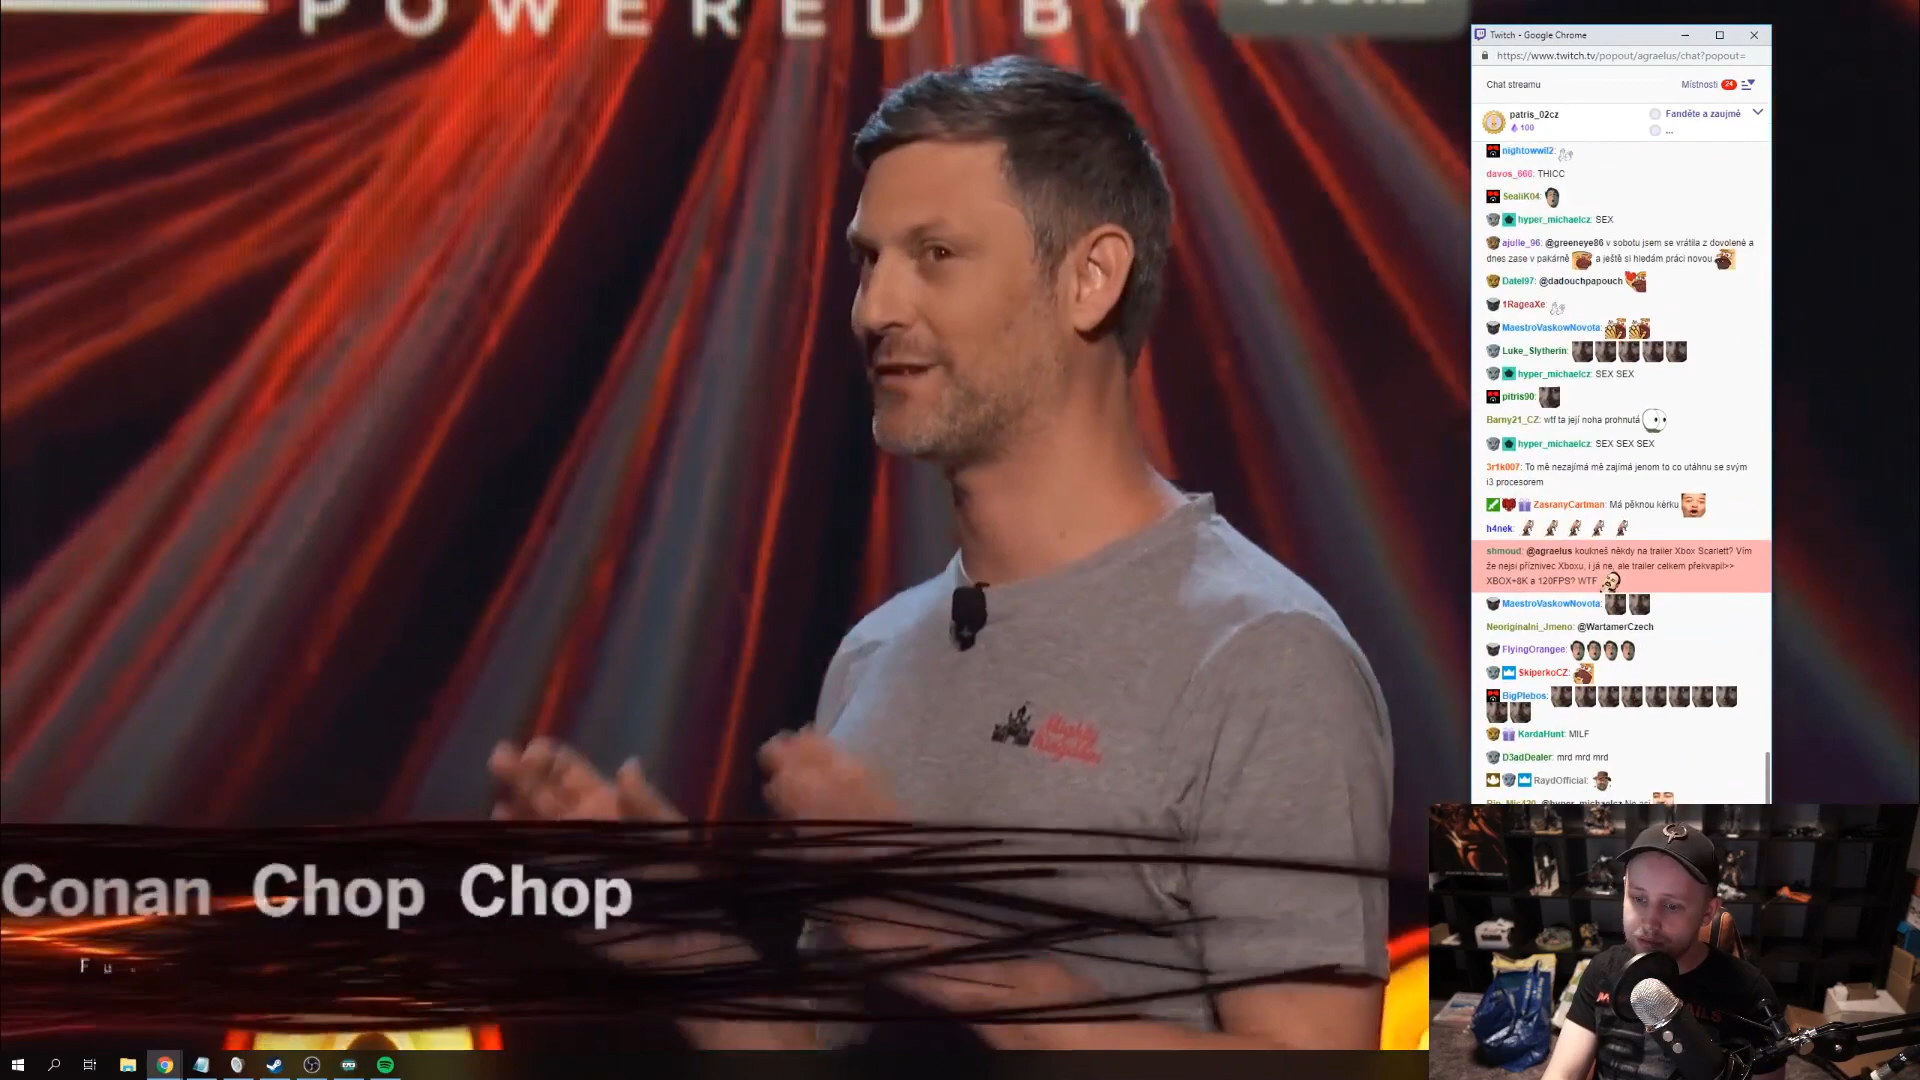 POWERED BY
Conan Chop Chop
Twitch - Google Chrome
https://www.twitch.tv/popout/agraelus/chat?popout=
Chat streamu
Místnosti 24
patris_02cz
100
Fanděte a zaujmě
...
nightowwl2:
davos_666: THICC
SealiK04:
hyper_michaelcz: SEX
ajulie_96: @greeneye86 v sobotu jsem se vrátila z dovolené a
dnes zase v pakárně a ještě si hledám práci novou
Datel97: @dadouchpapouch
1RageaXe:
MaestroVaskowNovota:
Luke_Slytherin:
hyper_michaelcz: SEX SEX
pitris90:
Barny21_CZ: wtf ta její noha prohnutá
hyper_michaelcz: SEX SEX SEX
3r1k007: To mě nezajímá mě zajímá jenom to co utáhnu se svým
i3 procesorem
ZasranyCartman: Má pěknou kérku
h4nek:
shmoud: @agraelus koukneš někdy na trailer Xbox Scarlett? Vím
že nejsi příznivec Xboxu, i já ne, ale trailer celkem překvapil>>
XBOX+8K a 120FPS? WTF
MaestroVaskowNovota:
Neoriginalni_Jmeno: @WartamerCzech
FlyingOrangee:
SkiperkoCZ:
BigPlebos:
KardaHunt: MILF
D3adDealer: mrd mrd mrd
RaydOfficial: